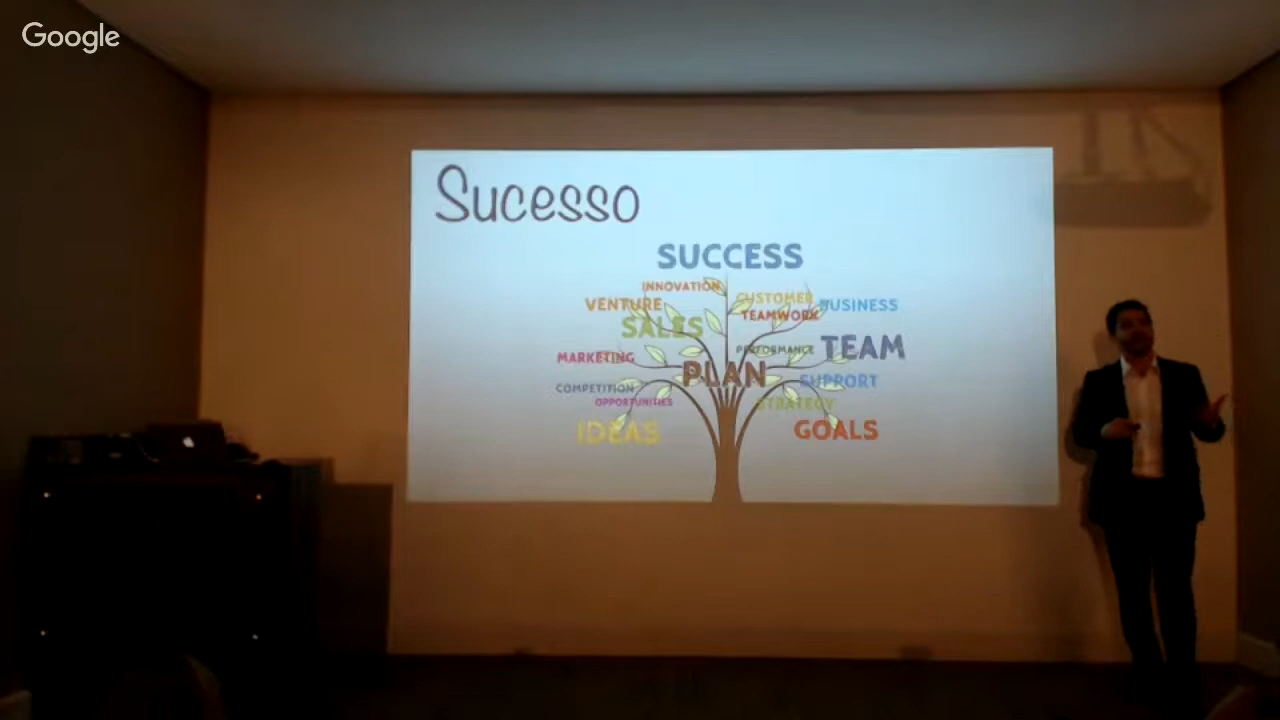 Google
Sucesso
SUCCESS
INNOVATION
VENTURE
CUSTOMER
BUSINESS
TEAMWORK
SALES
PERFORMANCE
TEAM
MARKETING
PLAN
SUPPORT
COMPETITION
OPPORTUNITIES
STRATEGY
IDEAS
GOALS